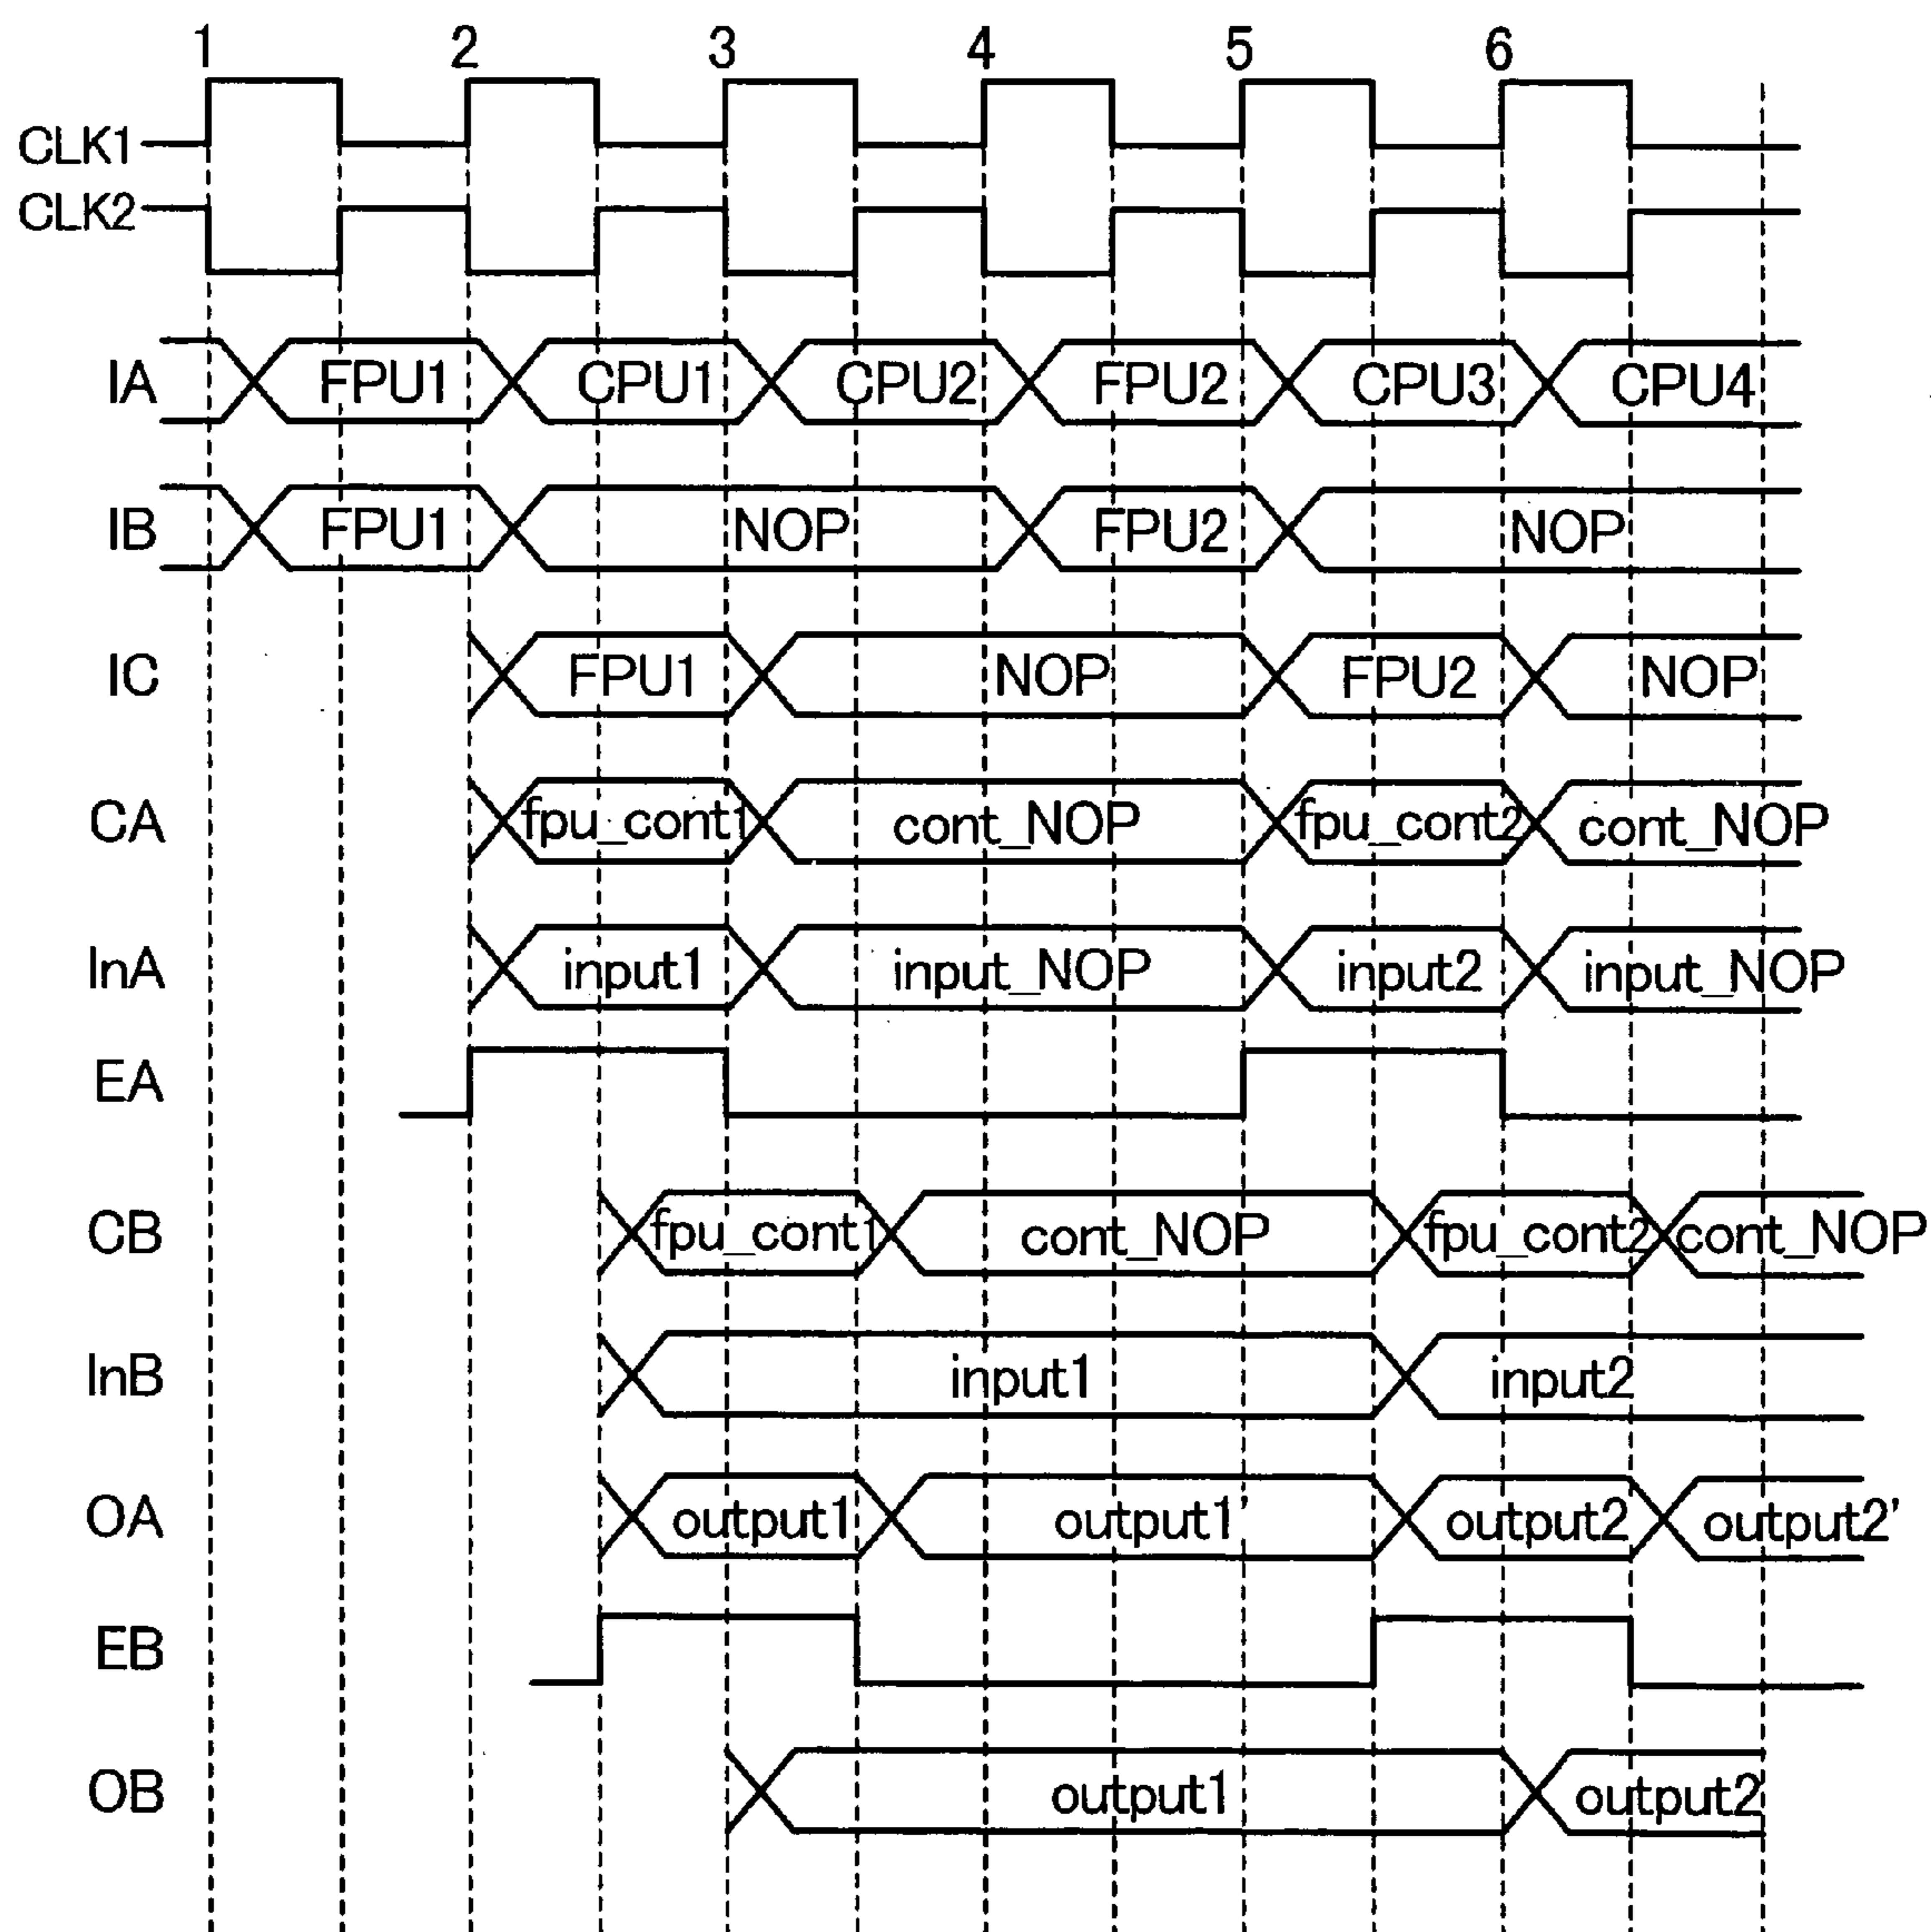 1 2 3 4 5 6
CLK1
CLK2
IA FPU1 CPU1 CPU2 FPU2 CPU3 CPU4
IB FPU1 NOP FPU2 NOP
IC FPU1 NOP FPU2 NOP
CA fpu_cont1 cont_NOP fpu_cont2 cont_NOP
InA input1 input_NOP input2 input_NOP
EA
CB fpu_cont1 cont_NOP fpu_cont2 cont_NOP
InB input1 input2
OA output1 output1' output2 output2'
EB
OB output1 output2